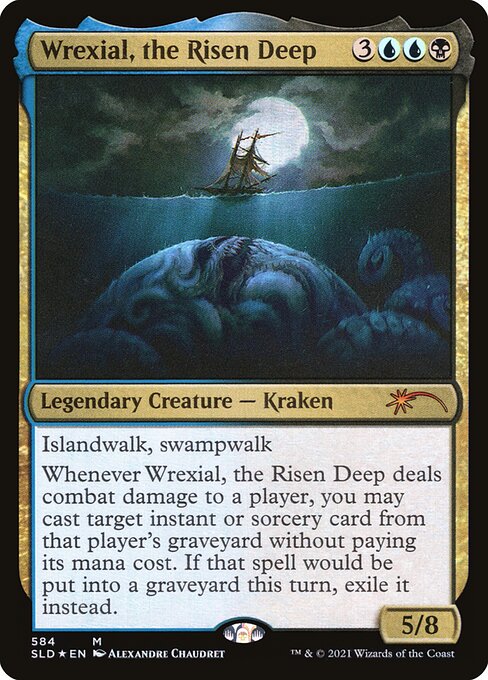 Wrexial, the Risen Deep 3
Legendary Creature — Kraken
Islandwalk, swampwalk
Whenever Wrexial, the Risen Deep deals
combat damage to a player, you may
cast target instant or sorcery card from
that player's graveyard without paying
its mana cost. If that spell would be
put into a graveyard this turn, exile it
instead.
5/8
584 M
SLD ★ EN Alexandre Chaudret
™ & © 2021 Wizards of the Coast